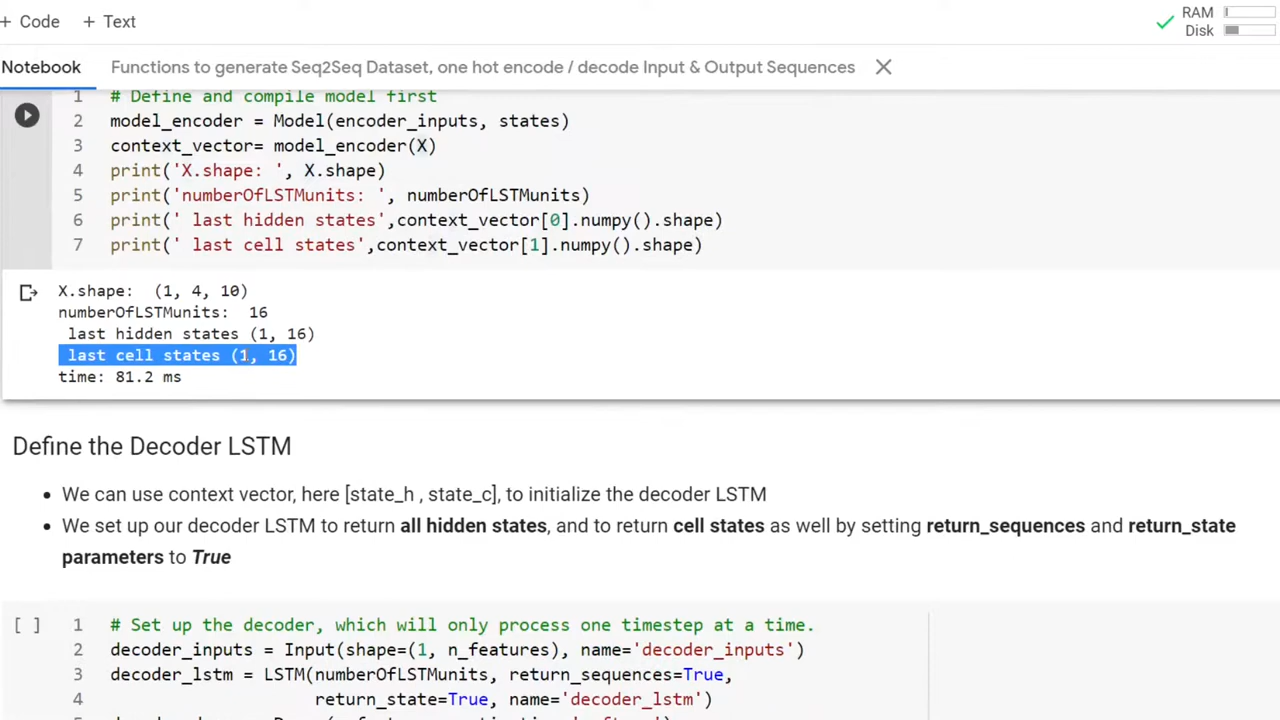 + Code + Text
RAM
Disk
Notebook Functions to generate Seq2Seq Dataset, one hot encode / decode Input & Output Sequences
1 # Define and compile model first
2 model_encoder = Model(encoder_inputs, states)
3 context_vector= model_encoder(X)
4 print('X.shape: ', X.shape)
5 print('numberOfLSTMunits: ', numberOfLSTMunits)
6 print(' last hidden states',context_vector[0].numpy().shape)
7 print(' last cell states',context_vector[1].numpy().shape)
X.shape:  (1, 4, 10)
numberOfLSTMunits:  16
 last hidden states (1, 16)
 last cell states (1, 16)
time: 81.2 ms
Define the Decoder LSTM
• We can use context vector, here [state_h , state_c], to initialize the decoder LSTM
• We set up our decoder LSTM to return all hidden states, and to return cell states as well by setting return_sequences and return_state
parameters to True
[ ] 1 # Set up the decoder, which will only process one timestep at a time.
2 decoder_inputs = Input(shape=(1, n_features), name='decoder_inputs')
3 decoder_lstm = LSTM(numberOfLSTMunits, return_sequences=True,
4 return_state=True, name='decoder_lstm')